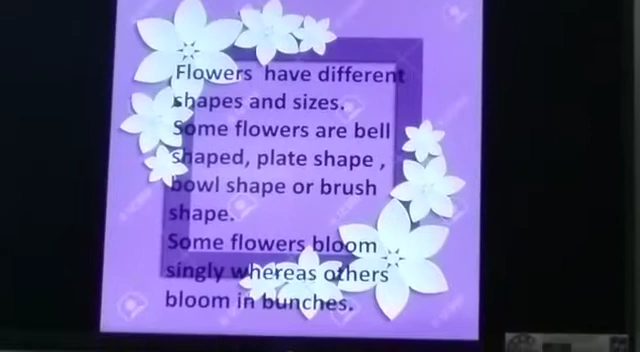 Flowers have different
shapes and sizes.
Some flowers are bell
shaped, plate shape ,
bowl shape or brush
shape.
Some flowers bloom
singly whereas others
bloom in bunches.